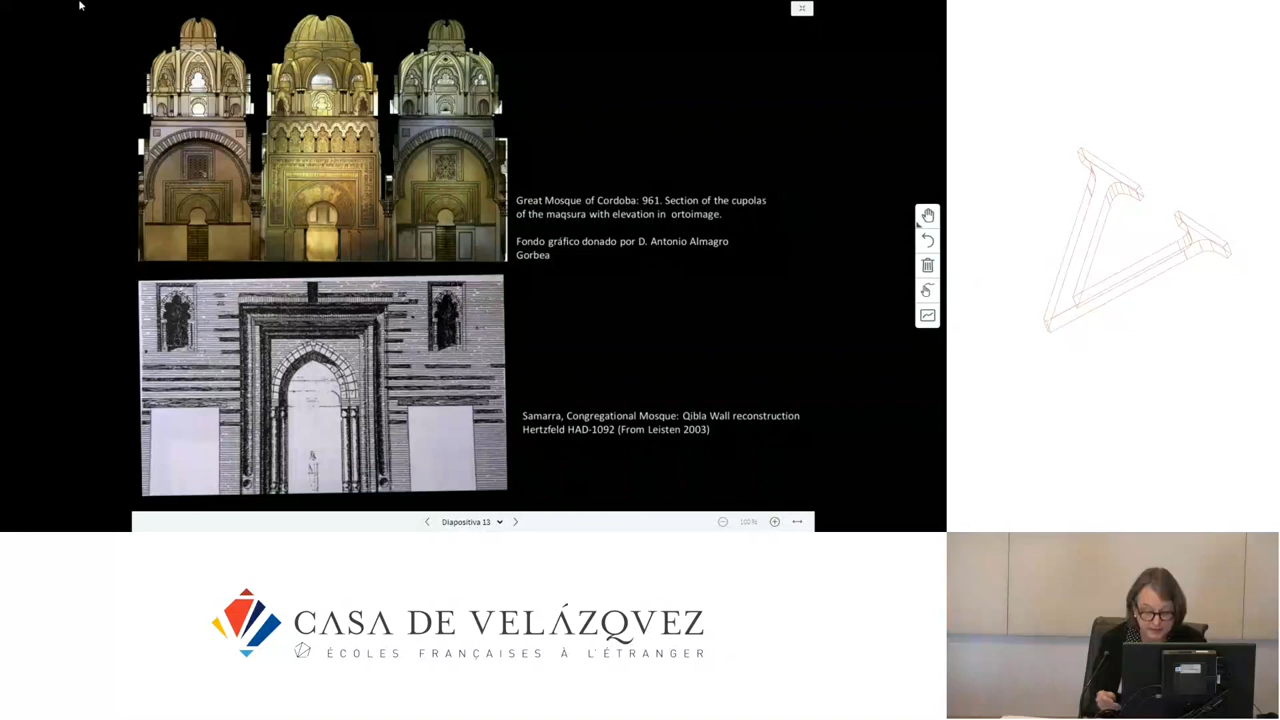 Great Mosque of Cordoba: 961. Section of the cupolas
of the maqsura with elevation in ortoimage.
Fondo gráfico donado por D. Antonio Almagro
Gorbea
Samarra, Congregational Mosque: Qibla Wall reconstruction
Hertzfeld HAD-1092 (From Leisten 2003)
Diapositiva 13
100%
CASA DE VELÁZQVEZ
ÉCOLES FRANÇAISES À L'ÉTRANGER